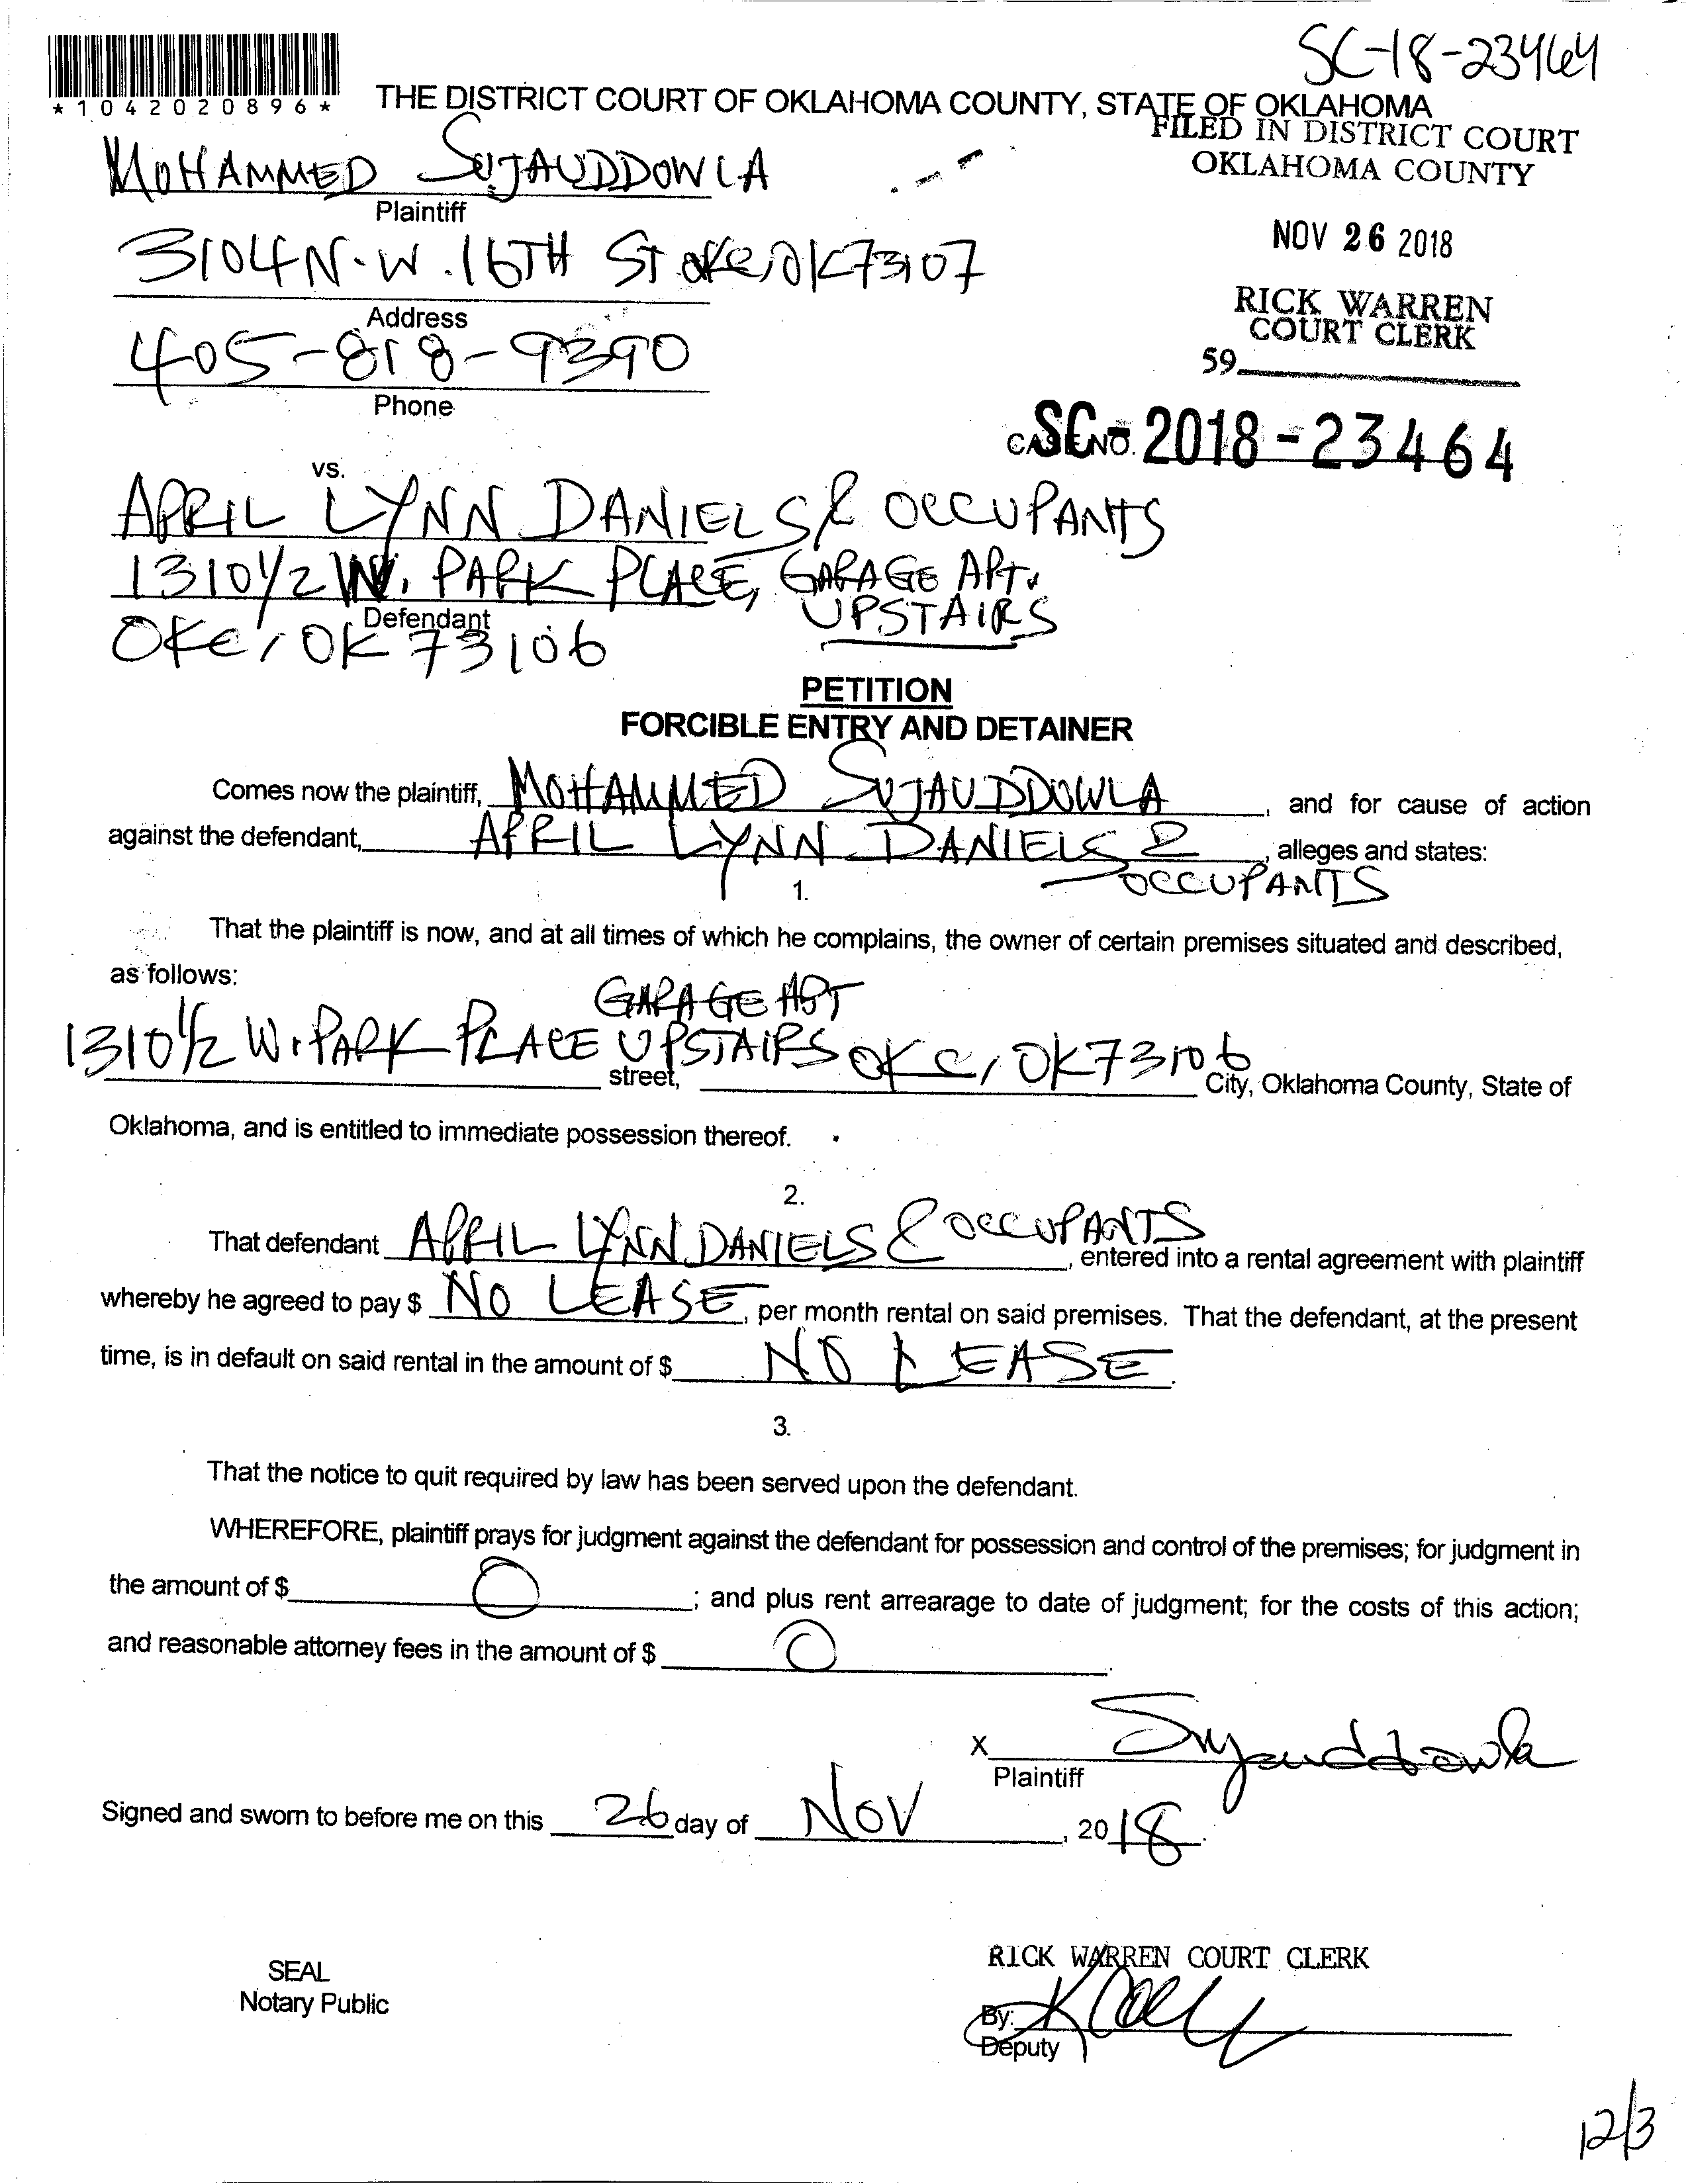 SC-18-23464
*1042020896*
THE DISTRICT COURT OF OKLAHOMA COUNTY, STATE OF OKLAHOMA
FILED IN DISTRICT COURT
OKLAHOMA COUNTY
MOHAMMED SUJAUDDOWLA
Plaintiff
NOV 26 2018
3104 N.W. 16TH ST OKC, OK 73107
Address
RICK WARREN
COURT CLERK
405-818-9390
59
Phone
CASE NO. SC-2018-23464
vs.
APRIL LYNN DANIELS & OCCUPANTS
1310 1/2 W. PARK PLACE, GARAGE APT.
UPSTAIRS
Defendant
OKC, OK 73106
PETITION
FORCIBLE ENTRY AND DETAINER
Comes now the plaintiff, MOHAMMED SUJAUDDOWLA, and for cause of action
against the defendant, APRIL LYNN DANIELS &, alleges and states:
OCCUPANTS
1.
That the plaintiff is now, and at all times of which he complains, the owner of certain premises situated and described,
as follows:
GARAGE APT
1310 1/2 W. PARK PLACE UPSTAIRS street, OKC, OK 73106 City, Oklahoma County, State of
Oklahoma, and is entitled to immediate possession thereof.
2.
That defendant APRIL LYNN DANIELS & OCCUPANTS, entered into a rental agreement with plaintiff
whereby he agreed to pay $ NO LEASE, per month rental on said premises. That the defendant, at the present
time, is in default on said rental in the amount of $ NO LEASE.
3.
That the notice to quit required by law has been served upon the defendant.
WHEREFORE, plaintiff prays for judgment against the defendant for possession and control of the premises; for judgment in
the amount of $ 0; and plus rent arrearage to date of judgment; for the costs of this action;
and reasonable attorney fees in the amount of $ 0.
X Sujauddowla
Plaintiff
Signed and sworn to before me on this 26 day of NOV, 2018.
RICK WARREN COURT CLERK
SEAL
Notary Public
By:
Deputy
12/3